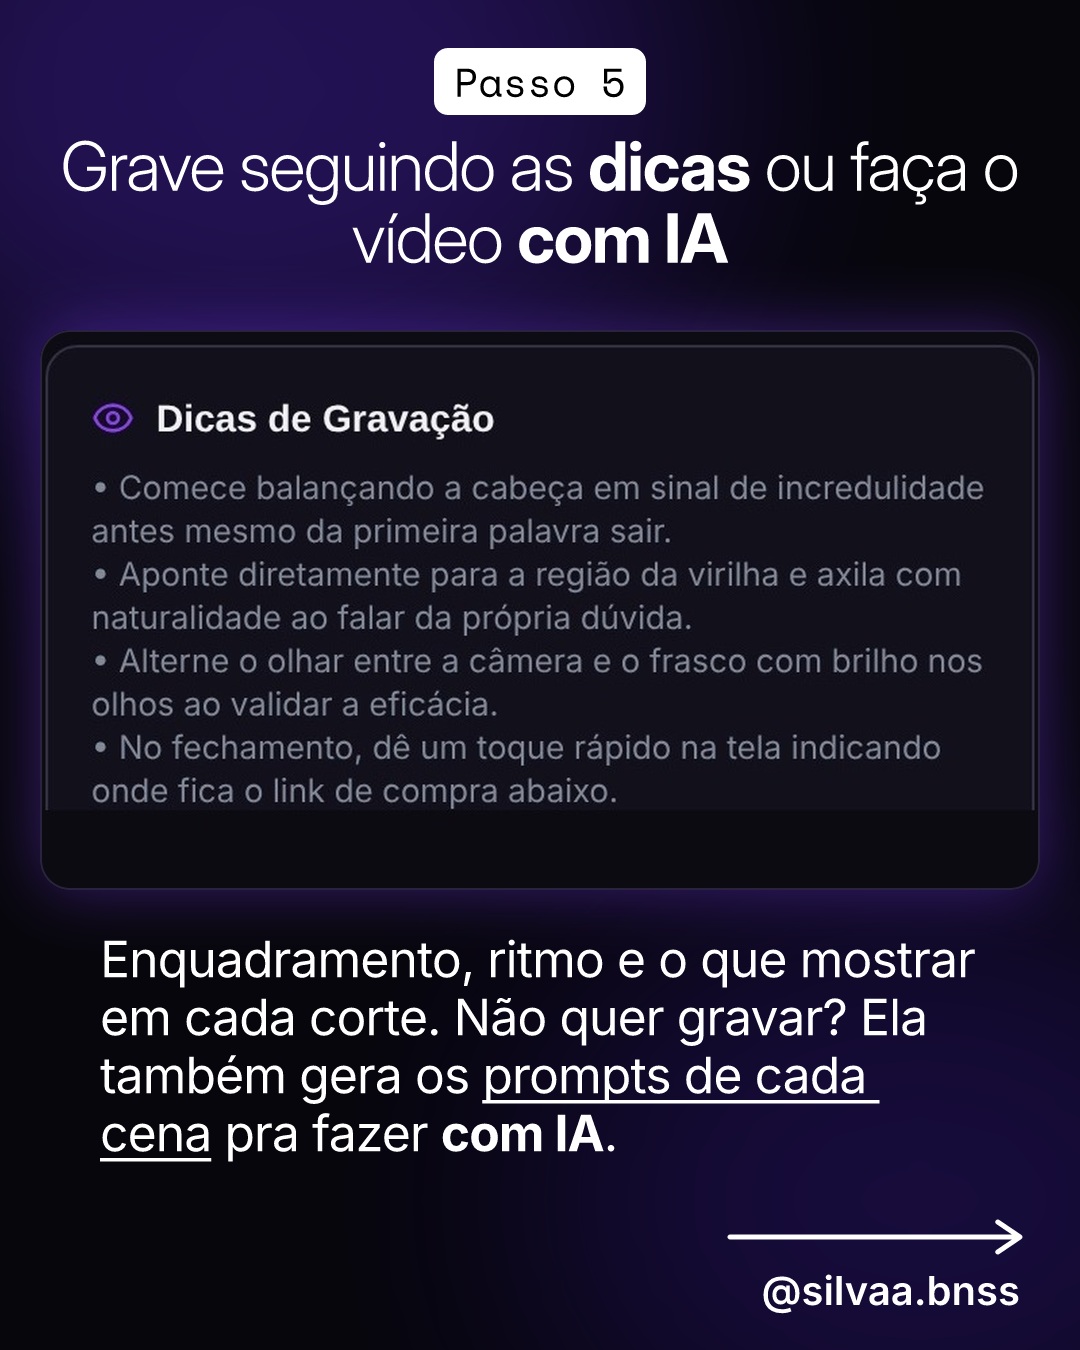 Passo 5
Grave seguindo as dicas ou faça o
vídeo com IA
Dicas de Gravação
• Comece balançando a cabeça em sinal de incredulidade
antes mesmo da primeira palavra sair.
• Aponte diretamente para a região da virilha e axila com
naturalidade ao falar da própria dúvida.
• Alterne o olhar entre a câmera e o frasco com brilho nos
olhos ao validar a eficácia.
• No fechamento, dê um toque rápido na tela indicando
onde fica o link de compra abaixo.
Enquadramento, ritmo e o que mostrar
em cada corte. Não quer gravar? Ela
também gera os prompts de cada
cena pra fazer com IA.
@silvaa.bnss